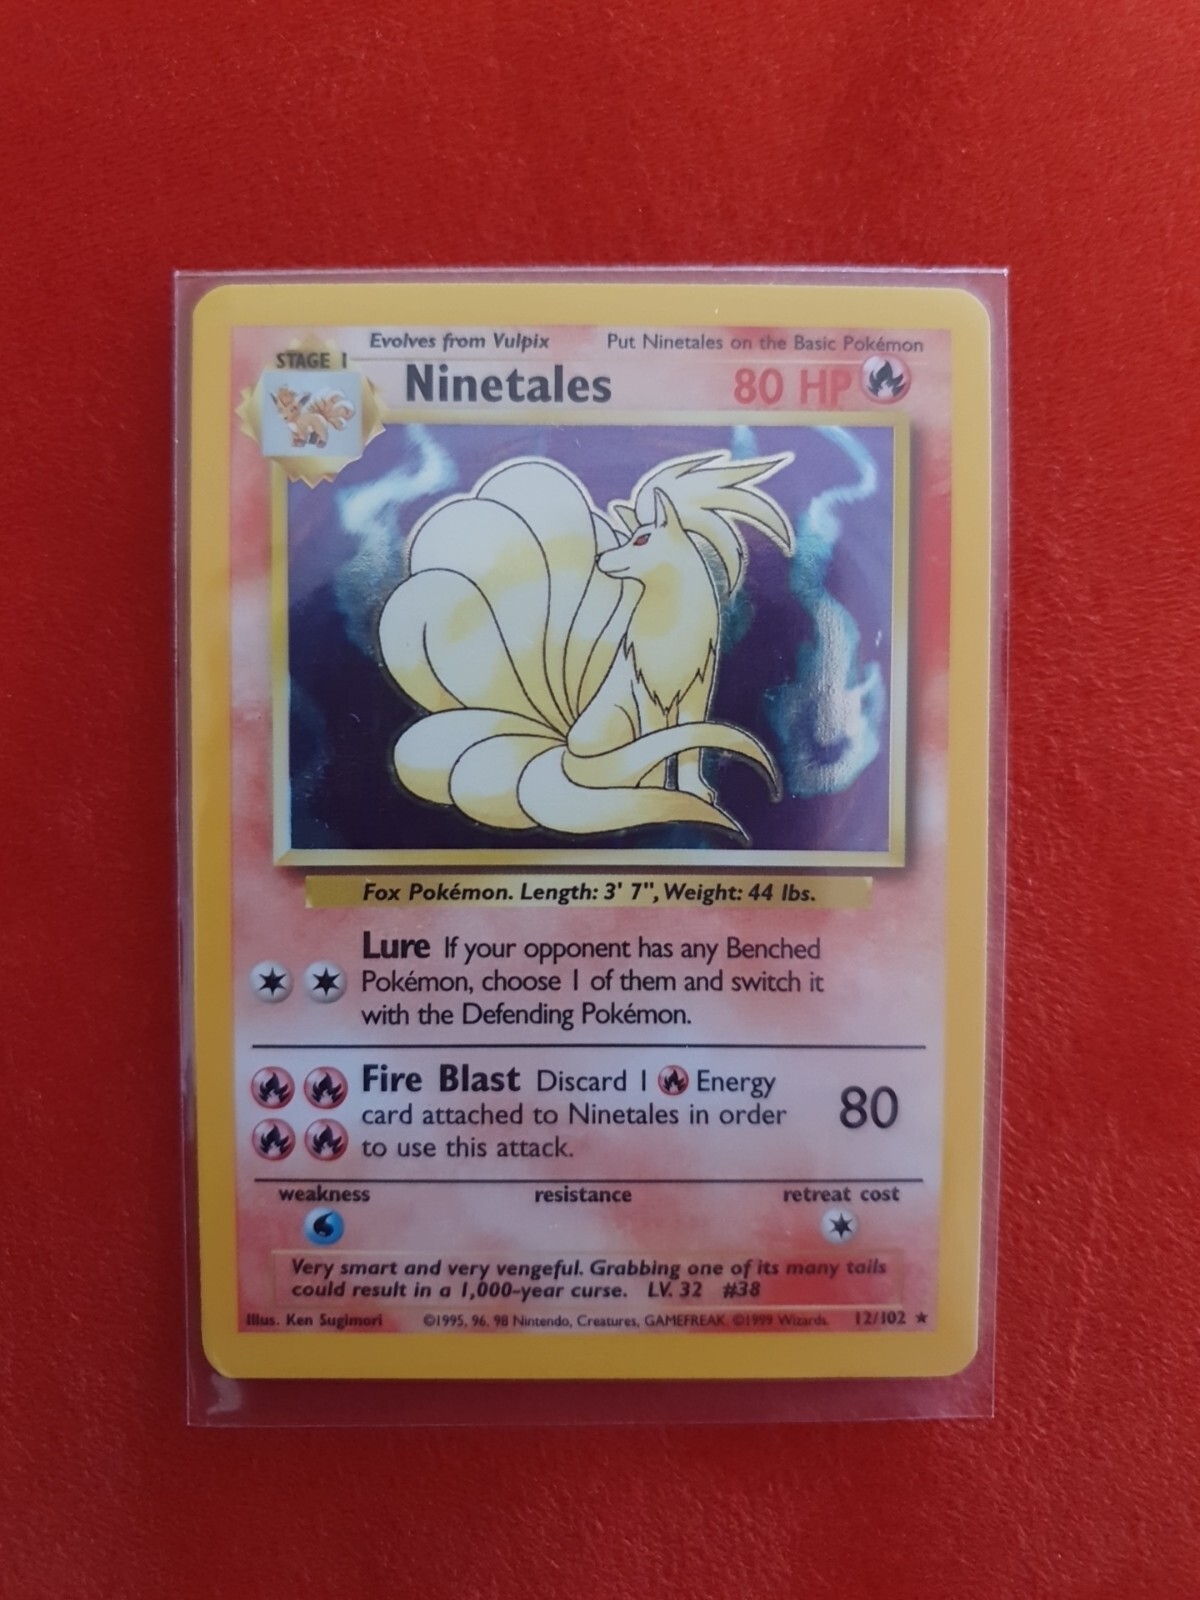 Evolves from Vulpix Put Ninetales on the Basic Pokémon
STAGE 1
Ninetales 80 HP
Fox Pokémon. Length: 3' 7", Weight: 44 lbs.
Lure If your opponent has any Benched
Pokémon, choose 1 of them and switch it
with the Defending Pokémon.
Fire Blast Discard 1 Energy
card attached to Ninetales in order
to use this attack.
80
weakness resistance retreat cost
Very smart and very vengeful. Grabbing one of its many tails
could result in a 1,000-year curse. LV. 32 #38
Illus. Ken Sugimori ©1995, 96, 98 Nintendo, Creatures, GAMEFREAK. ©1999 Wizards. 12/102 ★